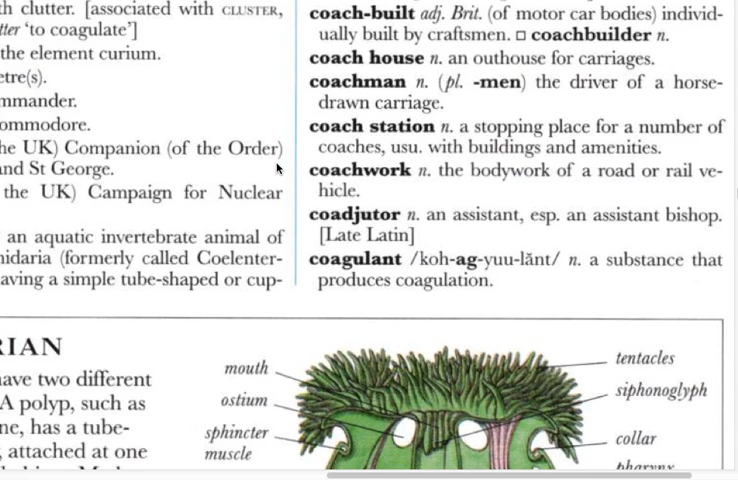 th clutter. [associated with CLUSTER,
tter 'to coagulate']
the element curium.
etre(s).
mmander.
ommodore.
he UK) Companion (of the Order)
and St George.
the UK) Campaign for Nuclear
an aquatic invertebrate animal of
nidaria (formerly called Coelenter-
aving a simple tube-shaped or cup-
coach-built adj. Brit. (of motor car bodies) individ-
ually built by craftsmen. □ coachbuilder n.
coach house n. an outhouse for carriages.
coachman n. (pl. -men) the driver of a horse-
drawn carriage.
coach station n. a stopping place for a number of
coaches, usu. with buildings and amenities.
coachwork n. the bodywork of a road or rail ve-
hicle.
coadjutor n. an assistant, esp. an assistant bishop.
[Late Latin]
coagulant /koh-ag-yuu-lănt/ n. a substance that
produces coagulation.
RIAN
ave two different
A polyp, such as
ne, has a tube-
, attached at one
mouth
ostium
sphincter
muscle
tentacles
siphonoglyph
collar
pharynx